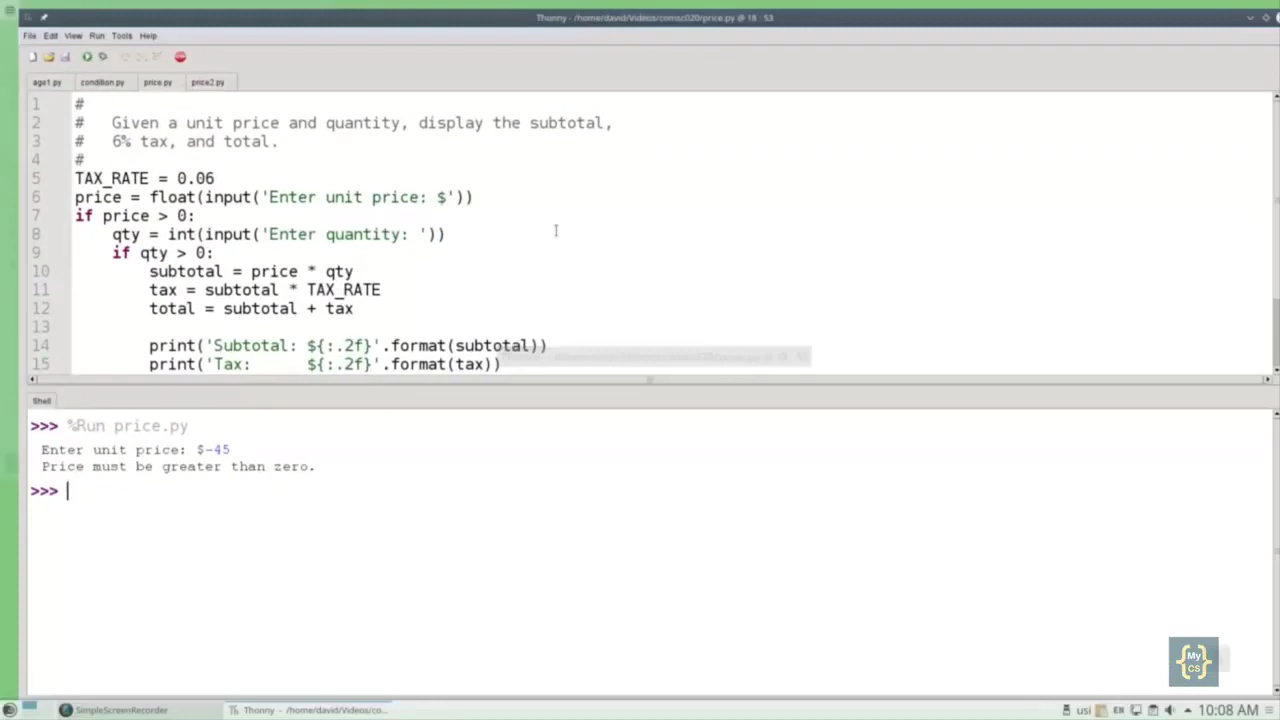 Thonny - /home/david/Videos/comsc020/price.py @ 18 : 53
File Edit View Run Tools Help
age1.py condition.py price.py price2.py
1 #
2 #   Given a unit price and quantity, display the subtotal,
3 #   6% tax, and total.
4 #
5 TAX_RATE = 0.06
6 price = float(input('Enter unit price: $'))
7 if price > 0:
8     qty = int(input('Enter quantity: '))
9     if qty > 0:
10         subtotal = price * qty
11         tax = subtotal * TAX_RATE
12         total = subtotal + tax
13
14         print('Subtotal: ${:.2f}'.format(subtotal))
15         print('Tax:      ${:.2f}'.format(tax))
Shell
>>> %Run price.py
Enter unit price: $-45
Price must be greater than zero.
>>>
{My CS}
SimpleScreenRecorder
Thonny - /home/david/Videos/co...
usi EN 10:08 AM